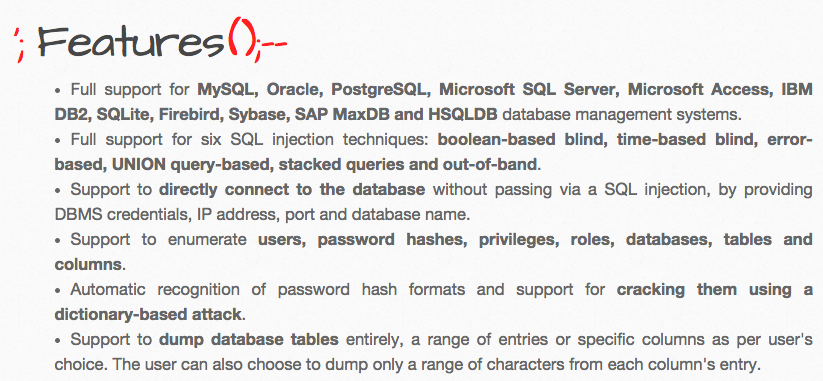 '; Features();--
• Full support for MySQL, Oracle, PostgreSQL, Microsoft SQL Server, Microsoft Access, IBM
DB2, SQLite, Firebird, Sybase, SAP MaxDB and HSQLDB database management systems.
• Full support for six SQL injection techniques: boolean-based blind, time-based blind, error-
based, UNION query-based, stacked queries and out-of-band.
• Support to directly connect to the database without passing via a SQL injection, by providing
DBMS credentials, IP address, port and database name.
• Support to enumerate users, password hashes, privileges, roles, databases, tables and
columns.
• Automatic recognition of password hash formats and support for cracking them using a
dictionary-based attack.
• Support to dump database tables entirely, a range of entries or specific columns as per user's
choice. The user can also choose to dump only a range of characters from each column's entry.